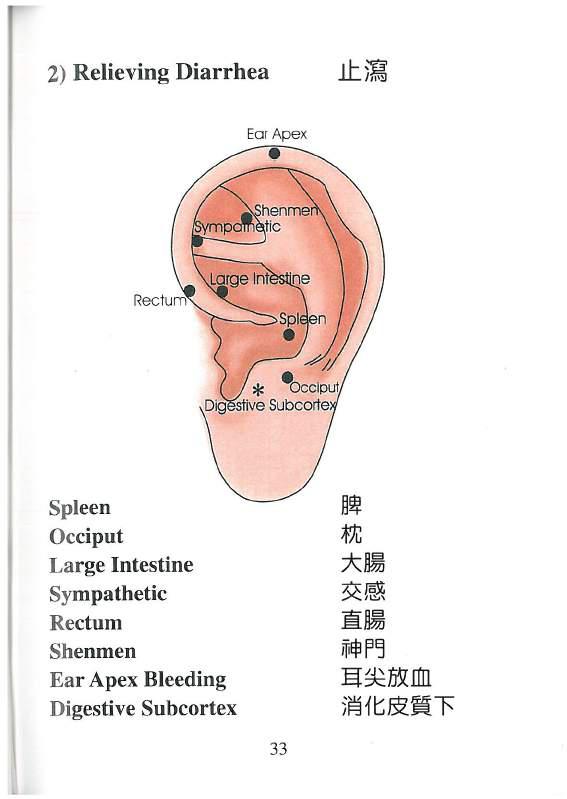 2) Relieving Diarrhea 止瀉
Ear Apex
Shenmen
Sympathetic
Large Intestine
Rectum
Spleen
Occiput
Digestive Subcortex
Spleen 脾
Occiput 枕
Large Intestine 大腸
Sympathetic 交感
Rectum 直腸
Shenmen 神門
Ear Apex Bleeding 耳尖放血
Digestive Subcortex 消化皮質下
33